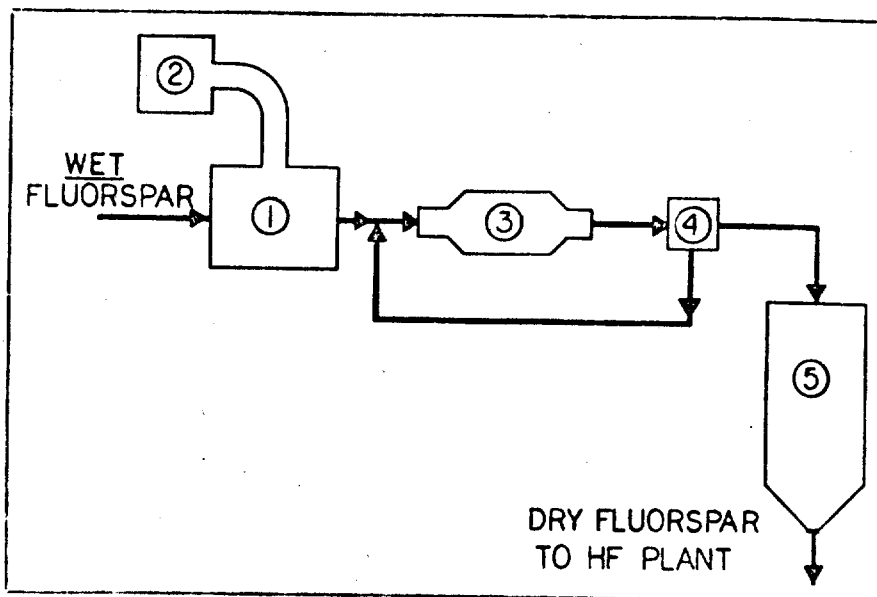 ②
WET
FLUORSPAR
①
③
④
⑤
DRY FLUORSPAR
TO HF PLANT